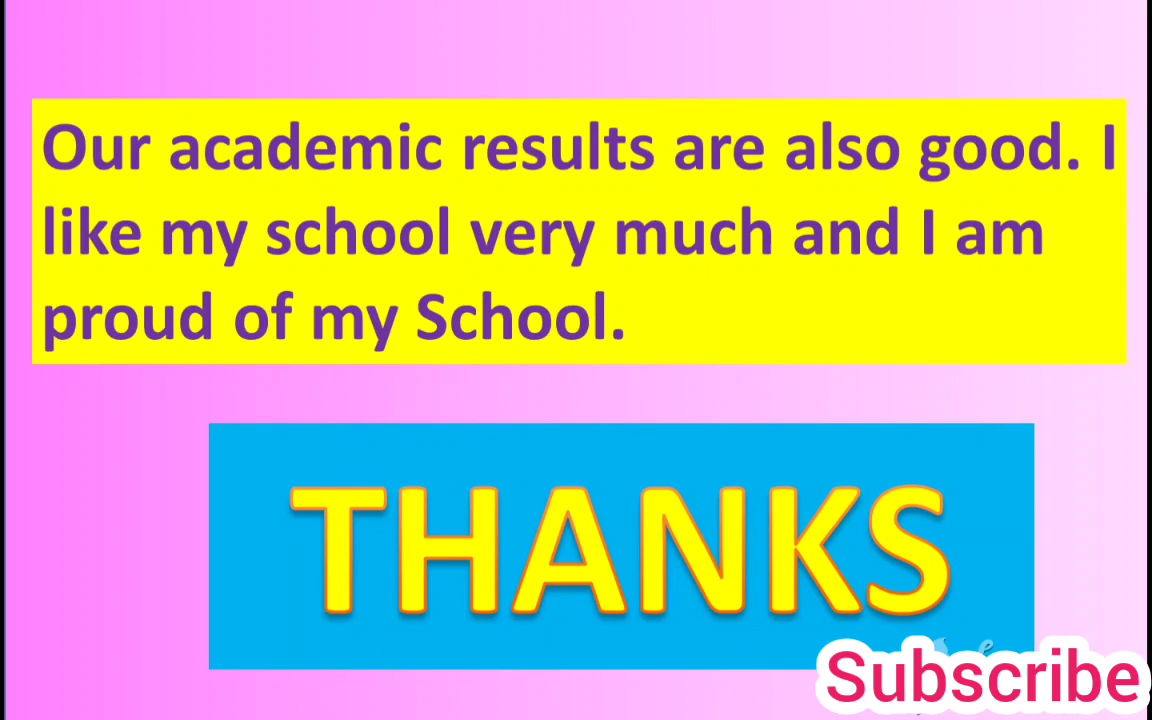 Our academic results are also good. I
like my school very much and I am
proud of my School.
THANKS
Subscribe